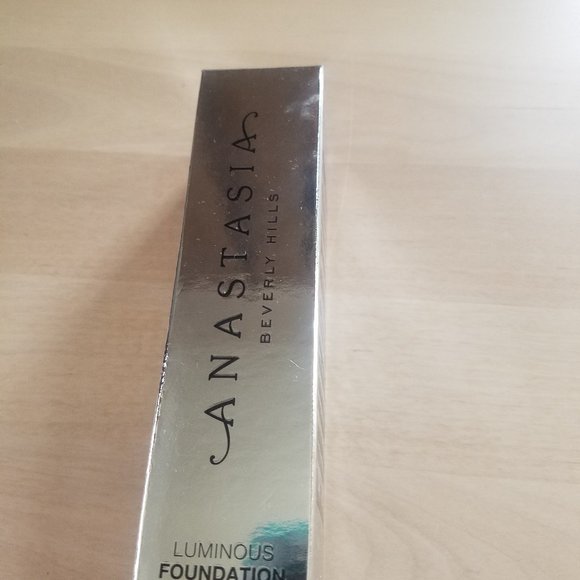 ANASTASIA
BEVERLY HILLS
LUMINOUS
FOUNDATION